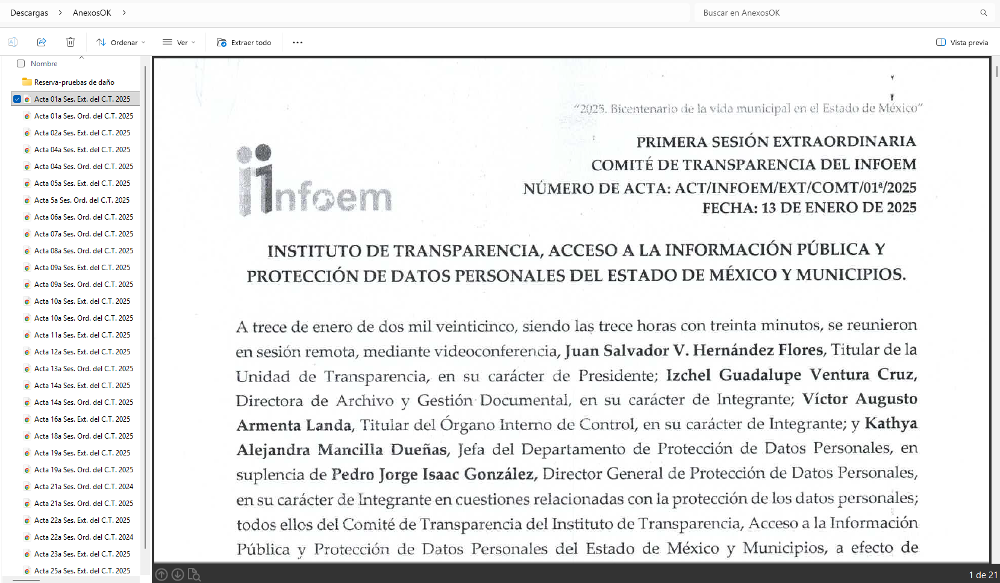 Descargas > AnexosOK >
Buscar en AnexosOK
Ordenar
Ver
Extraer todo
...
Vista previa
Nombre
Reserva-pruebas de daño
Acta 01a Ses. Ext. del C.T. 2025
Acta 01a Ses. Ord. del C.T. 2025
Acta 02a Ses. Ext. del C.T. 2025
Acta 04a Ses. Ext. del C.T. 2025
Acta 04a Ses. Ord. del C.T. 2025
Acta 05a Ses. Ext. del C.T. 2025
Acta 5a Ses. Ord. del C.T. 2025
Acta 06a Ses. Ord. del C.T. 2025
Acta 07a Ses. Ord. del C.T. 2025
Acta 08a Ses. Ord. del C.T. 2025
Acta 09a Ses. Ext. del C.T. 2025
Acta 09a Ses. Ord. del C.T. 2025
Acta 10a Ses. Ext. del C.T. 2025
Acta 10a Ses. Ord. del C.T. 2025
Acta 11a Ses. Ext. del C.T. 2025
Acta 12a Ses. Ext. del C.T. 2025
Acta 13a Ses. Ord. del C.T. 2025
Acta 14a Ses. Ext. del C.T. 2025
Acta 14a Ses. Ord. del C.T. 2025
Acta 16a Ses. Ext. del C.T. 2025
Acta 18a Ses. Ord. del C.T. 2025
Acta 19a Ses. Ext. del C.T. 2025
Acta 19a Ses. Ord. del C.T. 2025
Acta 21a Ses. Ord. del C.T. 2024
Acta 21a Ses. Ord. del C.T. 2025
Acta 22a Ses. Ext. del C.T. 2025
Acta 22a Ses. Ord. del C.T. 2024
Acta 23a Ses. Ext. del C.T. 2025
Acta 25a Ses. Ext. del C.T. 2025
"2025. Bicentenario de la vida municipal en el Estado de México"
infoem
PRIMERA SESIÓN EXTRAORDINARIA
COMITÉ DE TRANSPARENCIA DEL INFOEM
NÚMERO DE ACTA: ACT/INFOEM/EXT/COMT/01ª/2025
FECHA: 13 DE ENERO DE 2025
INSTITUTO DE TRANSPARENCIA, ACCESO A LA INFORMACIÓN PÚBLICA Y
PROTECCIÓN DE DATOS PERSONALES DEL ESTADO DE MÉXICO Y MUNICIPIOS.
A trece de enero de dos mil veinticinco, siendo las trece horas con treinta minutos, se reunieron
en sesión remota, mediante videoconferencia, Juan Salvador V. Hernández Flores, Titular de la
Unidad de Transparencia, en su carácter de Presidente; Izchel Guadalupe Ventura Cruz,
Directora de Archivo y Gestión Documental, en su carácter de Integrante; Víctor Augusto
Armenta Landa, Titular del Órgano Interno de Control, en su carácter de Integrante; y Kathya
Alejandra Mancilla Dueñas, Jefa del Departamento de Protección de Datos Personales, en
suplencia de Pedro Jorge Isaac González, Director General de Protección de Datos Personales,
en su carácter de Integrante en cuestiones relacionadas con la protección de los datos personales;
todos ellos del Comité de Transparencia del Instituto de Transparencia, Acceso a la Información
Pública y Protección de Datos Personales del Estado de México y Municipios, a efecto de
1 de 21